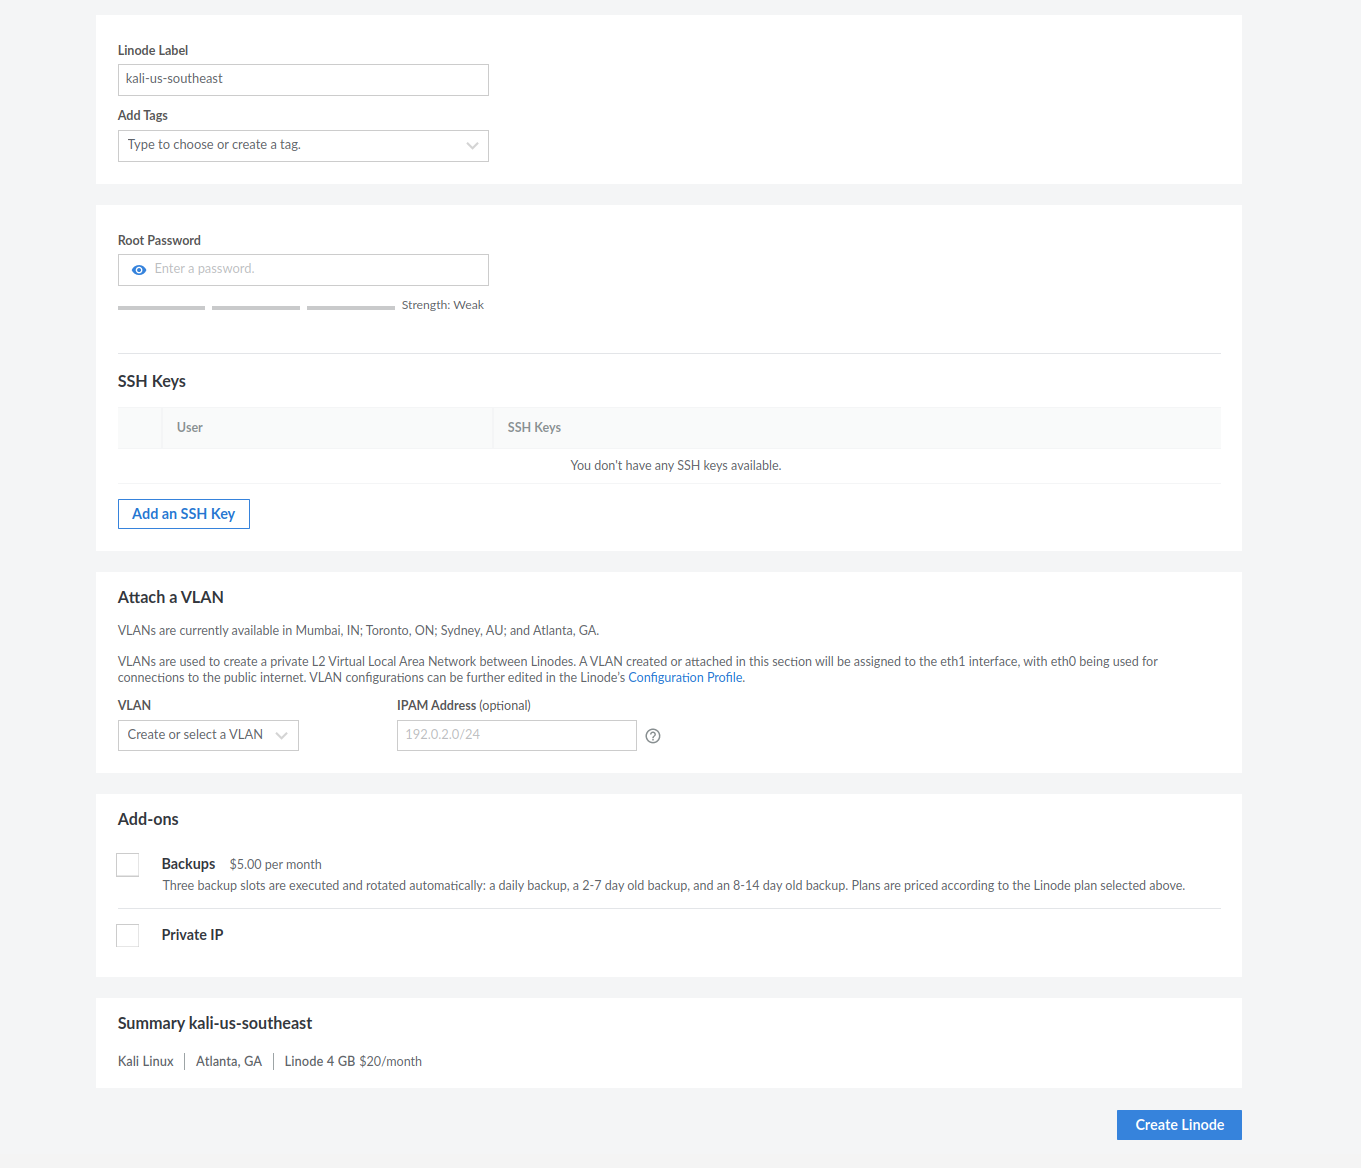 Linode Label
kali-us-southeast
Add Tags
Type to choose or create a tag.
Root Password
Enter a password.
Strength: Weak
SSH Keys
User SSH Keys
You don't have any SSH keys available.
Add an SSH Key
Attach a VLAN
VLANs are currently available in Mumbai, IN; Toronto, ON; Sydney, AU; and Atlanta, GA.
VLANs are used to create a private L2 Virtual Local Area Network between Linodes. A VLAN created or attached in this section will be assigned to the eth1 interface, with eth0 being used for
connections to the public internet. VLAN configurations can be further edited in the Linode's Configuration Profile.
VLAN IPAM Address (optional)
Create or select a VLAN 192.0.2.0/24
Add-ons
Backups $5.00 per month
Three backup slots are executed and rotated automatically: a daily backup, a 2-7 day old backup, and an 8-14 day old backup. Plans are priced according to the Linode plan selected above.
Private IP
Summary kali-us-southeast
Kali Linux Atlanta, GA Linode 4 GB $20/month
Create Linode